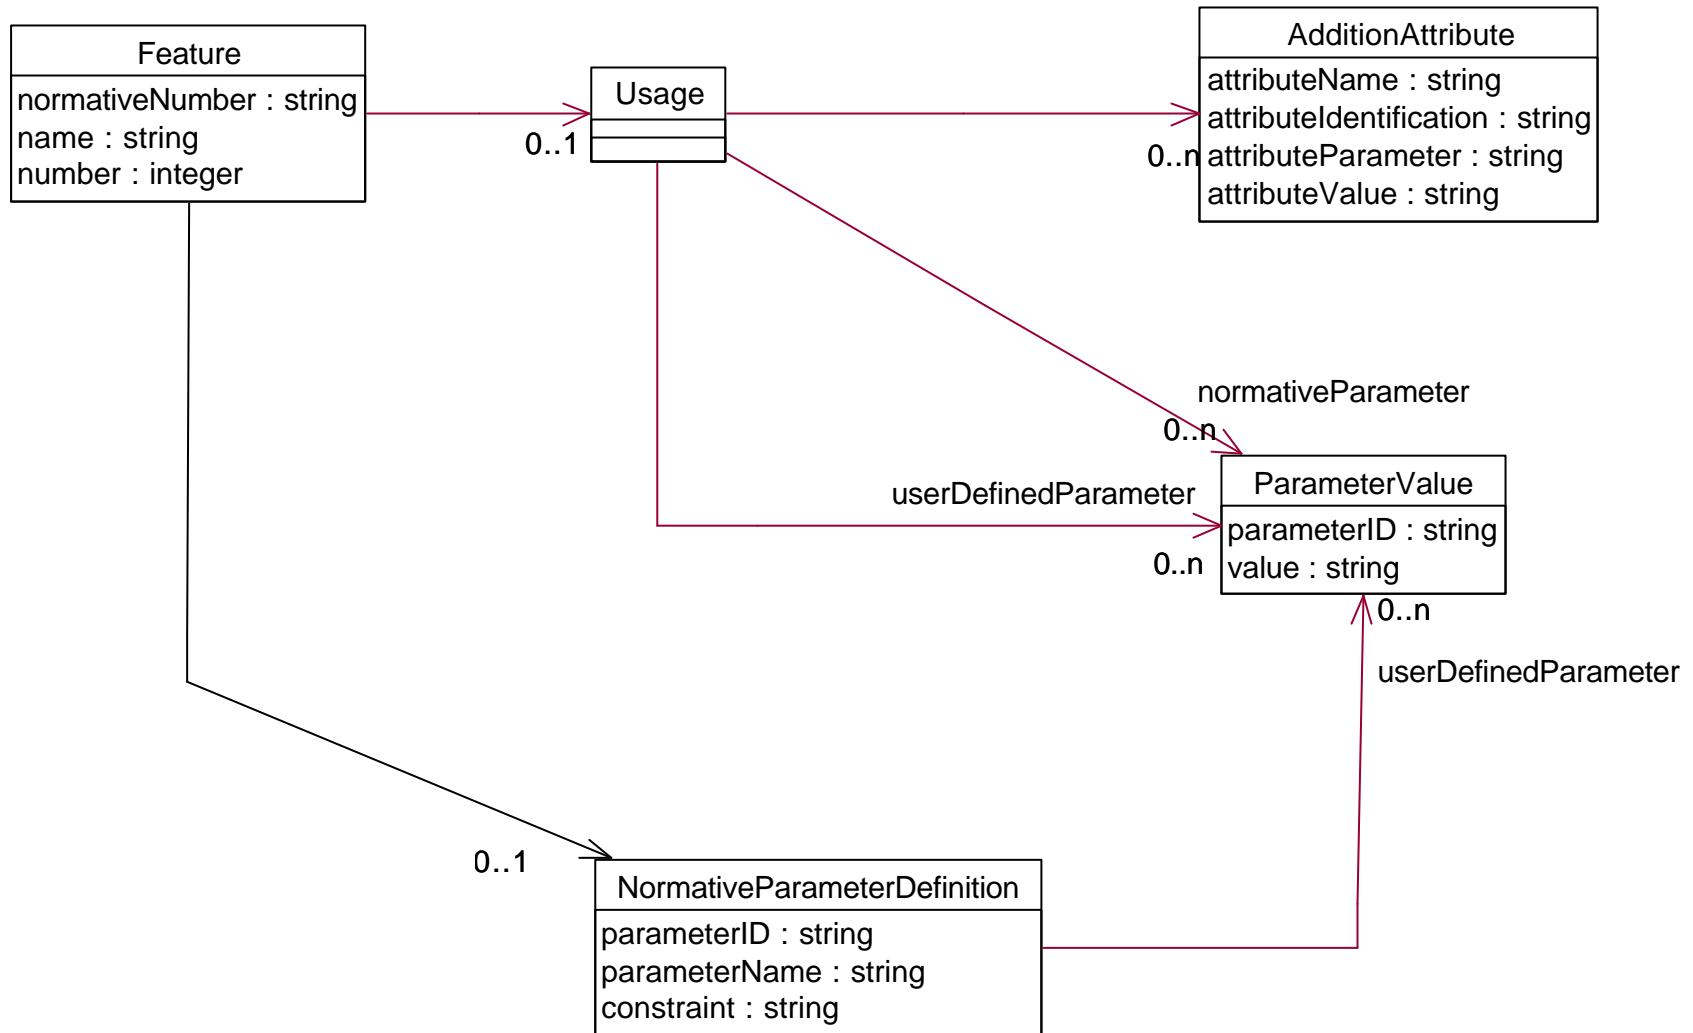 Feature
normativeNumber : string
name : string
number : integer
0..1
Usage
AdditionAttribute
attributeName : string
attributeIdentification : string
attributeParameter : string
attributeValue : string
0..n
normativeParameter
0..n
userDefinedParameter
0..n
ParameterValue
parameterID : string
value : string
0..n
userDefinedParameter
0..1
NormativeParameterDefinition
parameterID : string
parameterName : string
constraint : string